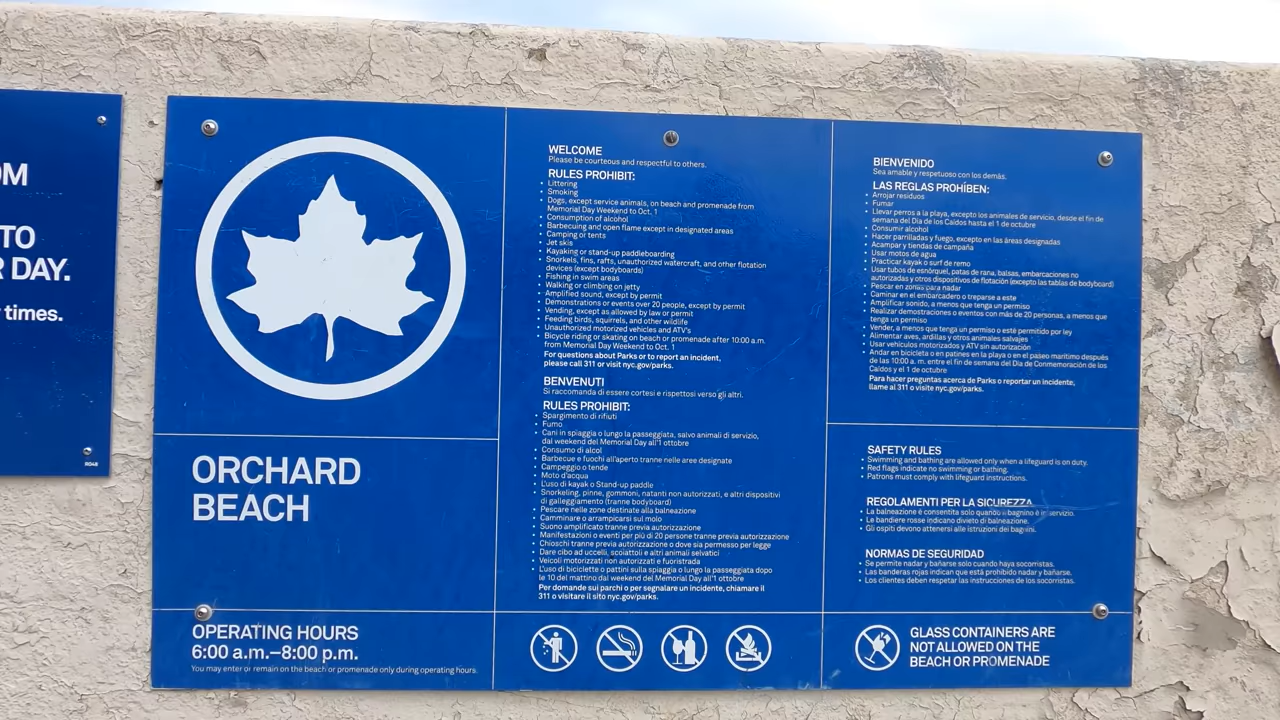 OM
TO
R DAY.
times.
R048
ORCHARD
BEACH
OPERATING HOURS
6:00 a.m.–8:00 p.m.
You may enter or remain on the beach or promenade only during operating hours.
WELCOME
Please be courteous and respectful to others.
RULES PROHIBIT:
• Littering
• Smoking
• Dogs, except service animals, on beach and promenade from
Memorial Day Weekend to Oct. 1
• Consumption of alcohol
• Barbecuing and open flame except in designated areas
• Camping or tents
• Jet skis
• Kayaking or stand-up paddleboarding
• Snorkels, fins, rafts, unauthorized watercraft, and other flotation
devices (except bodyboards)
• Fishing in swim areas
• Walking or climbing on jetty
• Amplified sound, except by permit
• Demonstrations or events over 20 people, except by permit
• Vending, except as allowed by law or permit
• Feeding birds, squirrels, and other wildlife
• Unauthorized motorized vehicles and ATV's
• Bicycle riding or skating on beach or promenade after 10:00 a.m.
from Memorial Day Weekend to Oct. 1
For questions about Parks or to report an incident,
please call 311 or visit nyc.gov/parks.
BENVENUTI
Si raccomanda di essere cortesi e rispettosi verso gli altri.
RULES PROHIBIT:
• Spargimento di rifiuti
• Fumo
• Cani in spiaggia o lungo la passeggiata, salvo animali di servizio,
dal weekend del Memorial Day all'1 ottobre
• Consumo di alcol
• Barbecue e fuochi all'aperto tranne nelle aree designate
• Campeggio o tende
• Moto d'acqua
• L'uso di kayak o Stand-up paddle
• Snorkeling, pinne, gommoni, natanti non autorizzati, e altri dispositivi
di galleggiamento (tranne bodyboard)
• Pescare nelle zone destinate alla balneazione
• Camminare o arrampicarsi sul molo
• Suono amplificato tranne previa autorizzazione
• Manifestazioni o eventi per più di 20 persone tranne previa autorizzazione
• Chioschi tranne previa autorizzazione o dove sia permesso per legge
• Dare cibo ad uccelli, scoiattoli e altri animali selvatici
• Veicoli motorizzati non autorizzati e fuoristrada
• L'uso di biciclette o pattini sulla spiaggia o lungo la passeggiata dopo
le 10 del mattino dal weekend del Memorial Day all'1 ottobre
Per domande sui parchi o per segnalare un incidente, chiamare il
311 o visitare il sito nyc.gov/parks.
BIENVENIDO
Sea amable y respetuoso con los demás.
LAS REGLAS PROHÍBEN:
• Arrojar residuos
• Fumar
• Llevar perros a la playa, excepto los animales de servicio, desde el fin de
semana del Día de los Caídos hasta el 1 de octubre
• Consumir alcohol
• Hacer parrilladas y fuego, excepto en las áreas designadas
• Acampar y tiendas de campaña
• Usar motos de agua
• Practicar kayak o surf de remo
• Usar tubos de esnórquel, patas de rana, balsas, embarcaciones no
autorizadas y otros dispositivos de flotación (excepto las tablas de bodyboard)
• Pescar en zonas para nadar
• Caminar en el embarcadero o treparse a este
• Amplificar sonido, a menos que tenga un permiso
• Realizar demostraciones o eventos con más de 20 personas, a menos que
tenga un permiso
• Vender, a menos que tenga un permiso o esté permitido por ley
• Alimentar aves, ardillas y otros animales salvajes
• Usar vehículos motorizados y ATV sin autorización
• Andar en bicicleta o en patines en la playa o en el paseo marítimo después
de las 10:00 a. m. entre el fin de semana del Día de Conmemoración de los
Caídos y el 1 de octubre
Para hacer preguntas acerca de Parks o reportar un incidente,
llame al 311 o visite nyc.gov/parks.
SAFETY RULES
• Swimming and bathing are allowed only when a lifeguard is on duty.
• Red flags indicate no swimming or bathing.
• Patrons must comply with lifeguard instructions.
REGOLAMENTI PER LA SICUREZZA
• La balneazione è consentita solo quando il bagnino è in servizio.
• Le bandiere rosse indicano divieto di balneazione.
• Gli ospiti devono attenersi alle istruzioni dei bagnini.
NORMAS DE SEGURIDAD
• Se permite nadar y bañarse solo cuando haya socorristas.
• Las banderas rojas indican que está prohibido nadar y bañarse.
• Los clientes deben respetar las instrucciones de los socorristas.
GLASS CONTAINERS ARE
NOT ALLOWED ON THE
BEACH OR PROMENADE